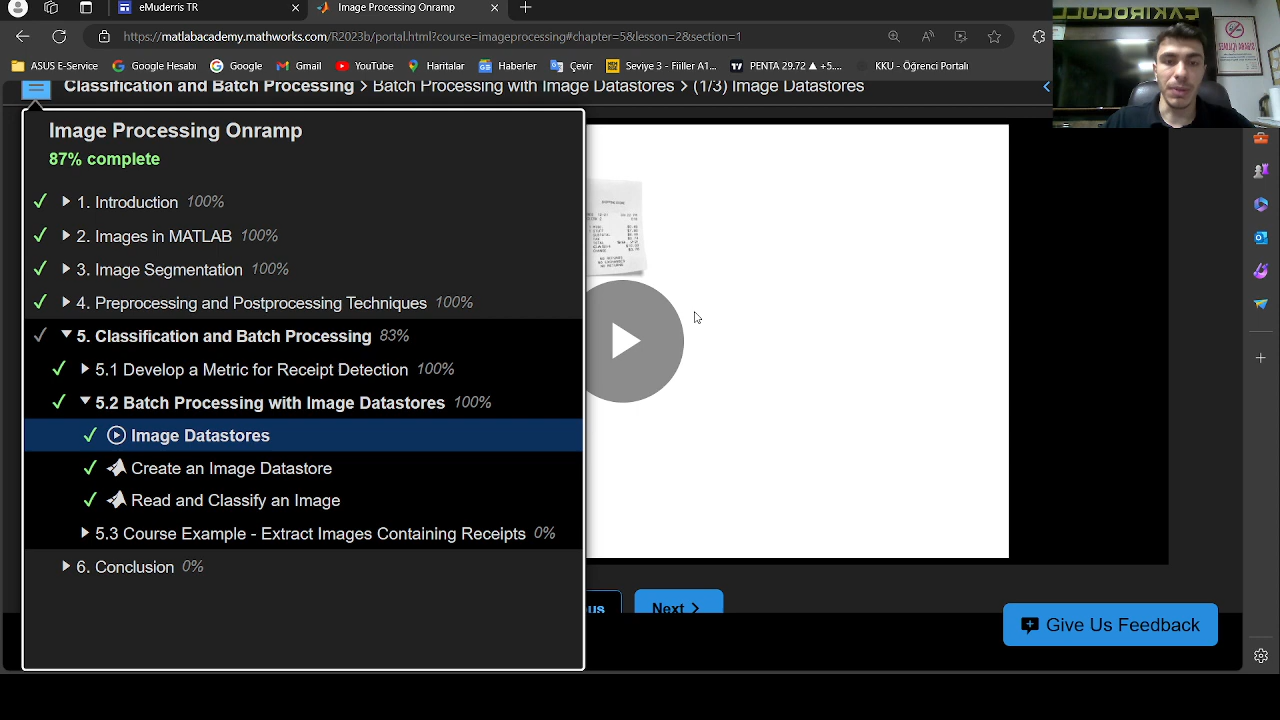 eMuderris TR
Image Processing Onramp
https://matlabacademy.mathworks.com/R2023b/portal.html?course=imageprocessing#chapter=5&lesson=2&section=1
ASUS E-Service
Google Hesabı
Google
Gmail
YouTube
Haritalar
Haberler
Çevir
Seviye 3 - Fiiller A1...
PENTA 29.720 ▲ +5....
KKU - Öğrenci Portalı
Classification and Batch Processing > Batch Processing with Image Datastores > (1/3) Image Datastores
Image Processing Onramp
87% complete
1. Introduction 100%
2. Images in MATLAB 100%
3. Image Segmentation 100%
4. Preprocessing and Postprocessing Techniques 100%
5. Classification and Batch Processing 83%
5.1 Develop a Metric for Receipt Detection 100%
5.2 Batch Processing with Image Datastores 100%
Image Datastores
Create an Image Datastore
Read and Classify an Image
5.3 Course Example - Extract Images Containing Receipts 0%
6. Conclusion 0%
Next >
Give Us Feedback